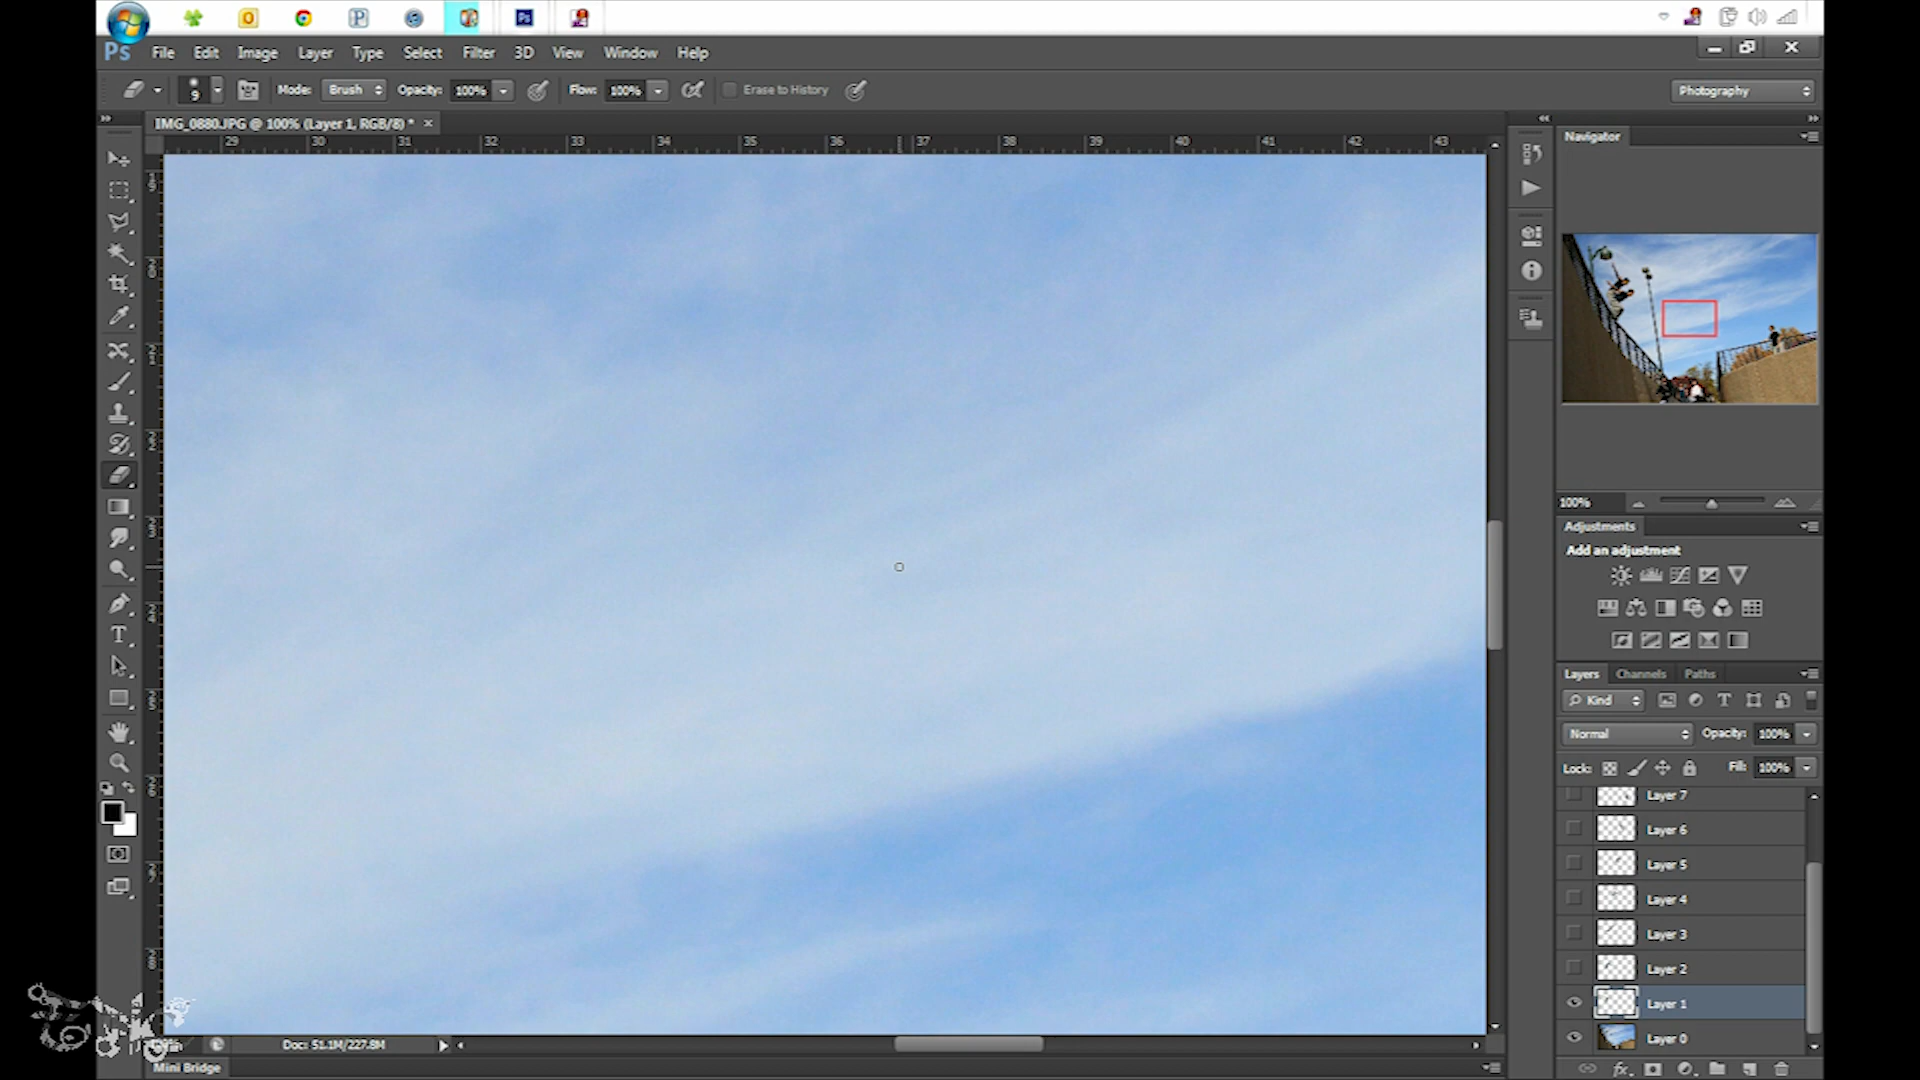 Ps File Edit Image Layer Type Select Filter 3D View Window Help
9 Mode: Brush Opacity: 100% Flow: 100% Erase to History Photography
IMG_0880.JPG @ 100% (Layer 1, RGB/8) *
29 30 31 32 33 34 35 36 37 38 39 40 41 42 43
Navigator
100%
Adjustments
Add an adjustment
Layers Channels Paths
Kind
Normal Opacity: 100%
Lock: Fill: 100%
Layer 7
Layer 6
Layer 5
Layer 4
Layer 3
Layer 2
Layer 1
Layer 0
Doc: 51.1M/227.8M
Mini Bridge